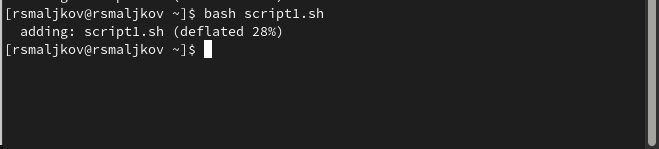 [rsmaljkov@rsmaljkov ~]$ bash script1.sh
  adding: script1.sh (deflated 28%)
[rsmaljkov@rsmaljkov ~]$